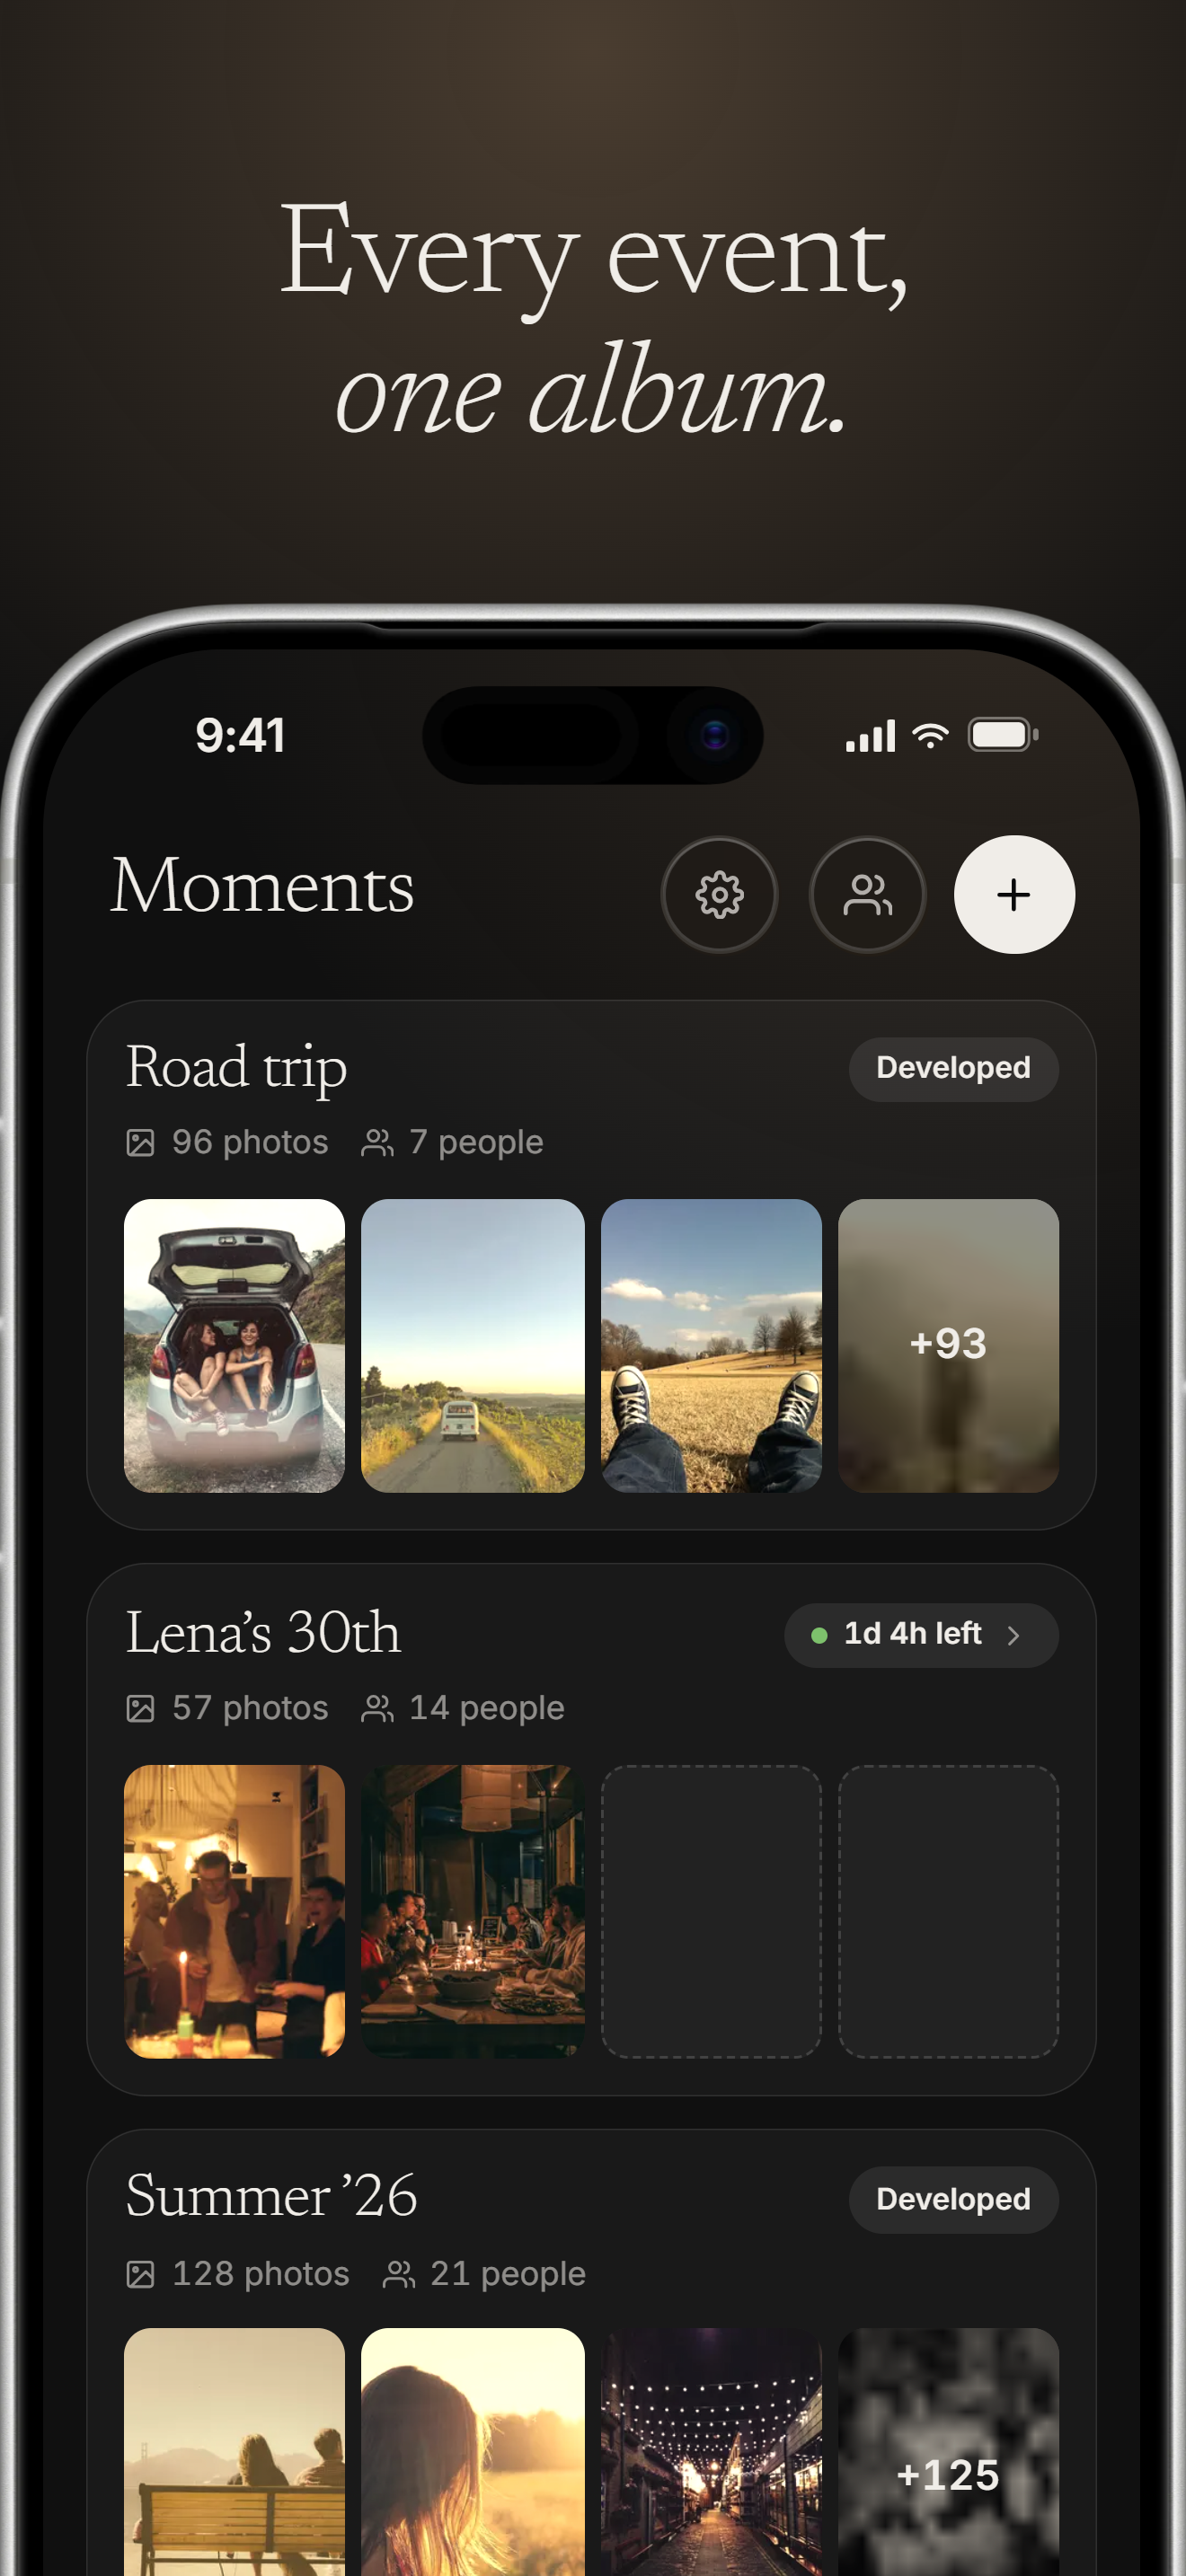 Every event,
one album.
9:41
Moments
Road trip
Developed
96 photos 7 people
+93
Lena’s 30th
1d 4h left
57 photos 14 people
Summer ’26
Developed
128 photos 21 people
+125